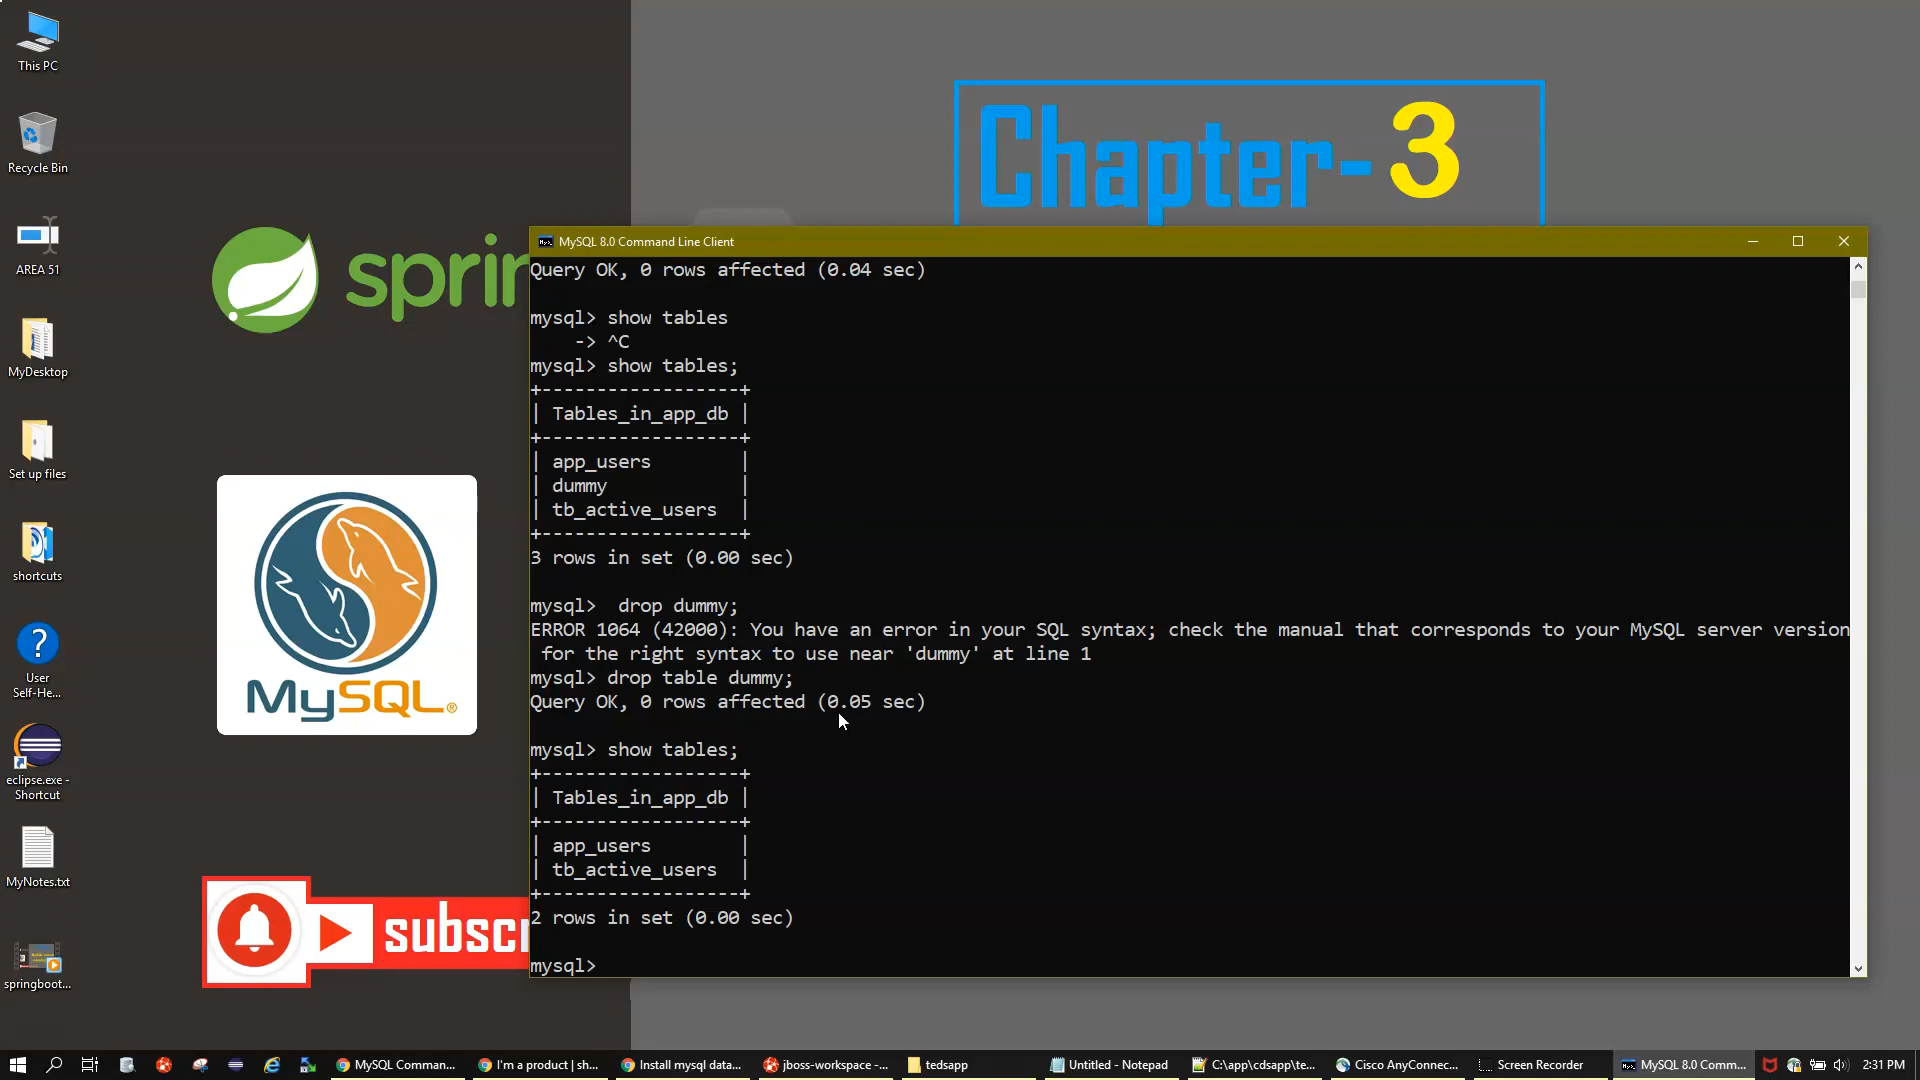 This PC
Recycle Bin
AREA 51
MyDesktop
Set up files
shortcuts
User
Self-He...
eclipse.exe -
Shortcut
MyNotes.txt
springboot...
Chapter-3
MySQL
subscr
MySQL 8.0 Command Line Client
Query OK, 0 rows affected (0.04 sec)
mysql> show tables
-> ^C
mysql> show tables;
+------------------+
| Tables_in_app_db |
+------------------+
| app_users        |
| dummy            |
| tb_active_users  |
+------------------+
3 rows in set (0.00 sec)
mysql>  drop dummy;
ERROR 1064 (42000): You have an error in your SQL syntax; check the manual that corresponds to your MySQL server version
for the right syntax to use near 'dummy' at line 1
mysql> drop table dummy;
Query OK, 0 rows affected (0.05 sec)
mysql> show tables;
+------------------+
| Tables_in_app_db |
+------------------+
| app_users        |
| tb_active_users  |
+------------------+
2 rows in set (0.00 sec)
mysql>
MySQL Comman...
I'm a product | sh...
Install mysql data...
jboss-workspace -...
tedsapp
Untitled - Notepad
C:\app\cdsapp\te...
Cisco AnyConnec...
Screen Recorder
MySQL 8.0 Comm...
2:31 PM